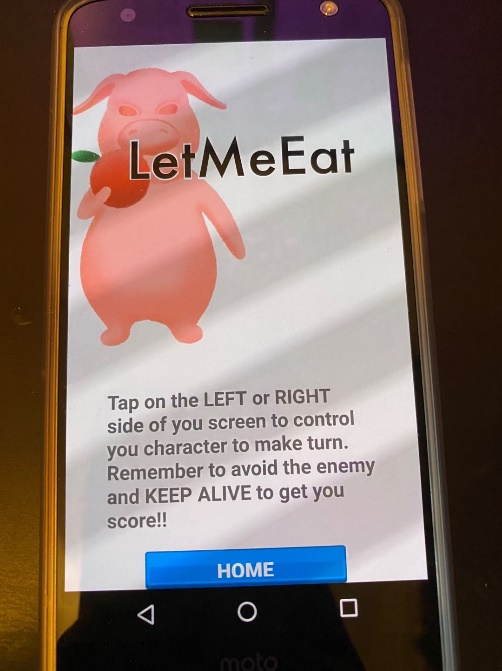 LetMeEat
Tap on the LEFT or RIGHT
side of you screen to control
you character to make turn.
Remember to avoid the enemy
and KEEP ALIVE to get you
score!!
HOME
moto